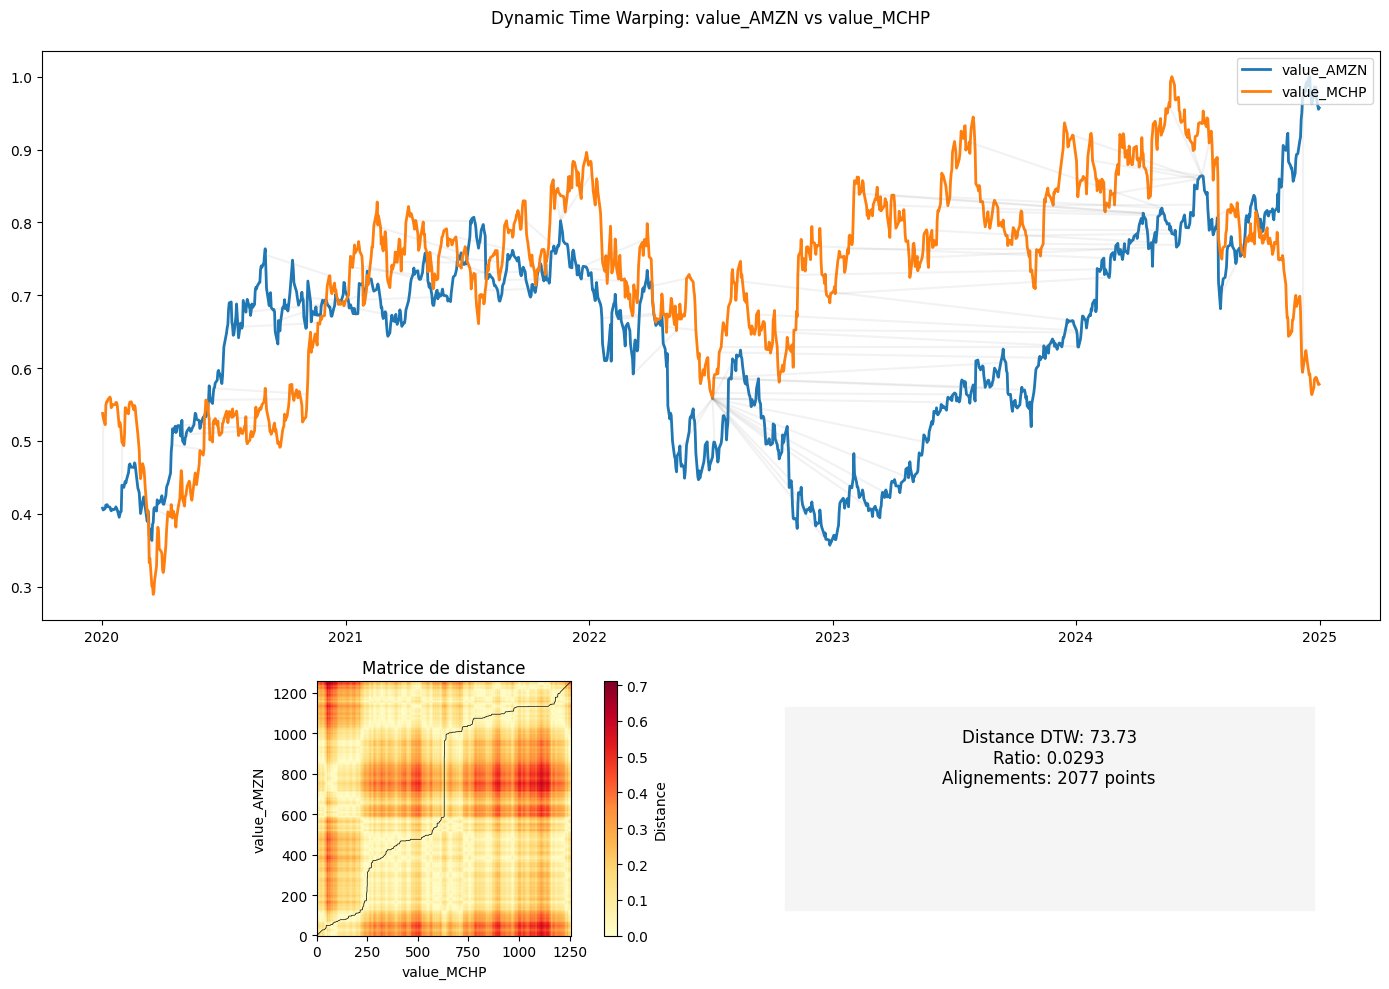 Dynamic Time Warping: value_AMZN vs value_MCHP
1.0
0.9
0.8
0.7
0.6
0.5
0.4
0.3
value_AMZN
value_MCHP
2020 2021 2022 2023 2024 2025
Matrice de distance
1200
1000
800
600
400
200
0
value_AMZN
0 250 500 750 1000 1250
value_MCHP
0.7
0.6
0.5
0.4
0.3
0.2
0.1
0.0
Distance
Distance DTW: 73.73
Ratio: 0.0293
Alignements: 2077 points